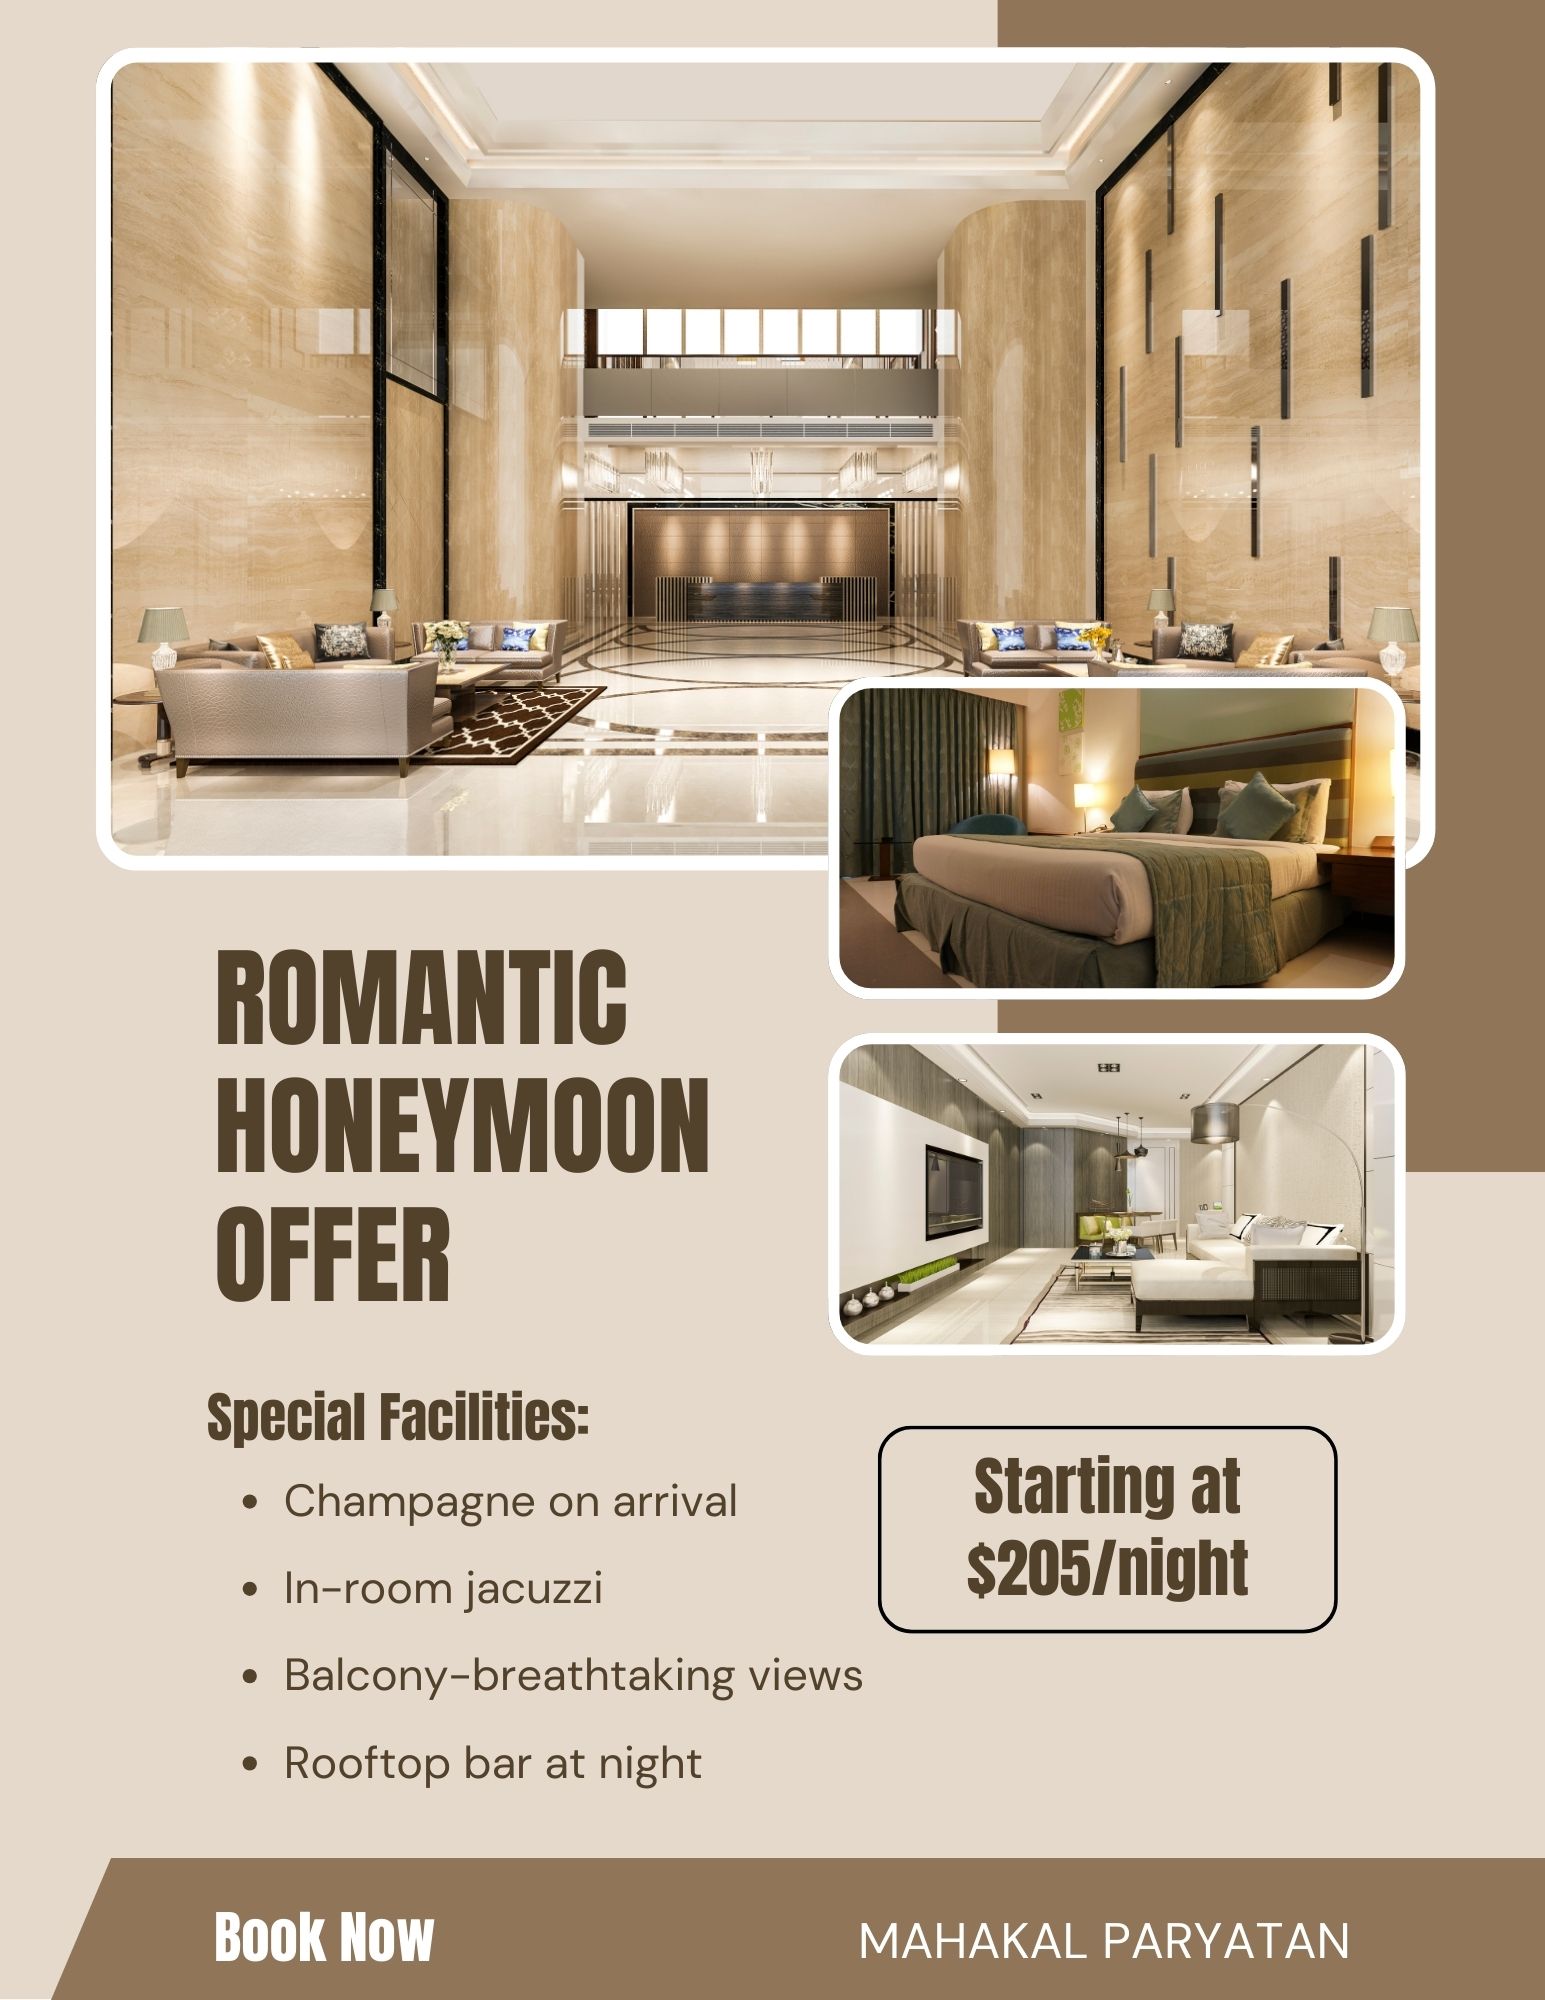 ROMANTIC
HONEYMOON
OFFER
Special Facilities:
• Champagne on arrival
• In-room jacuzzi
• Balcony-breathtaking views
• Rooftop bar at night
Starting at
$205/night
Book Now
MAHAKAL PARYATAN